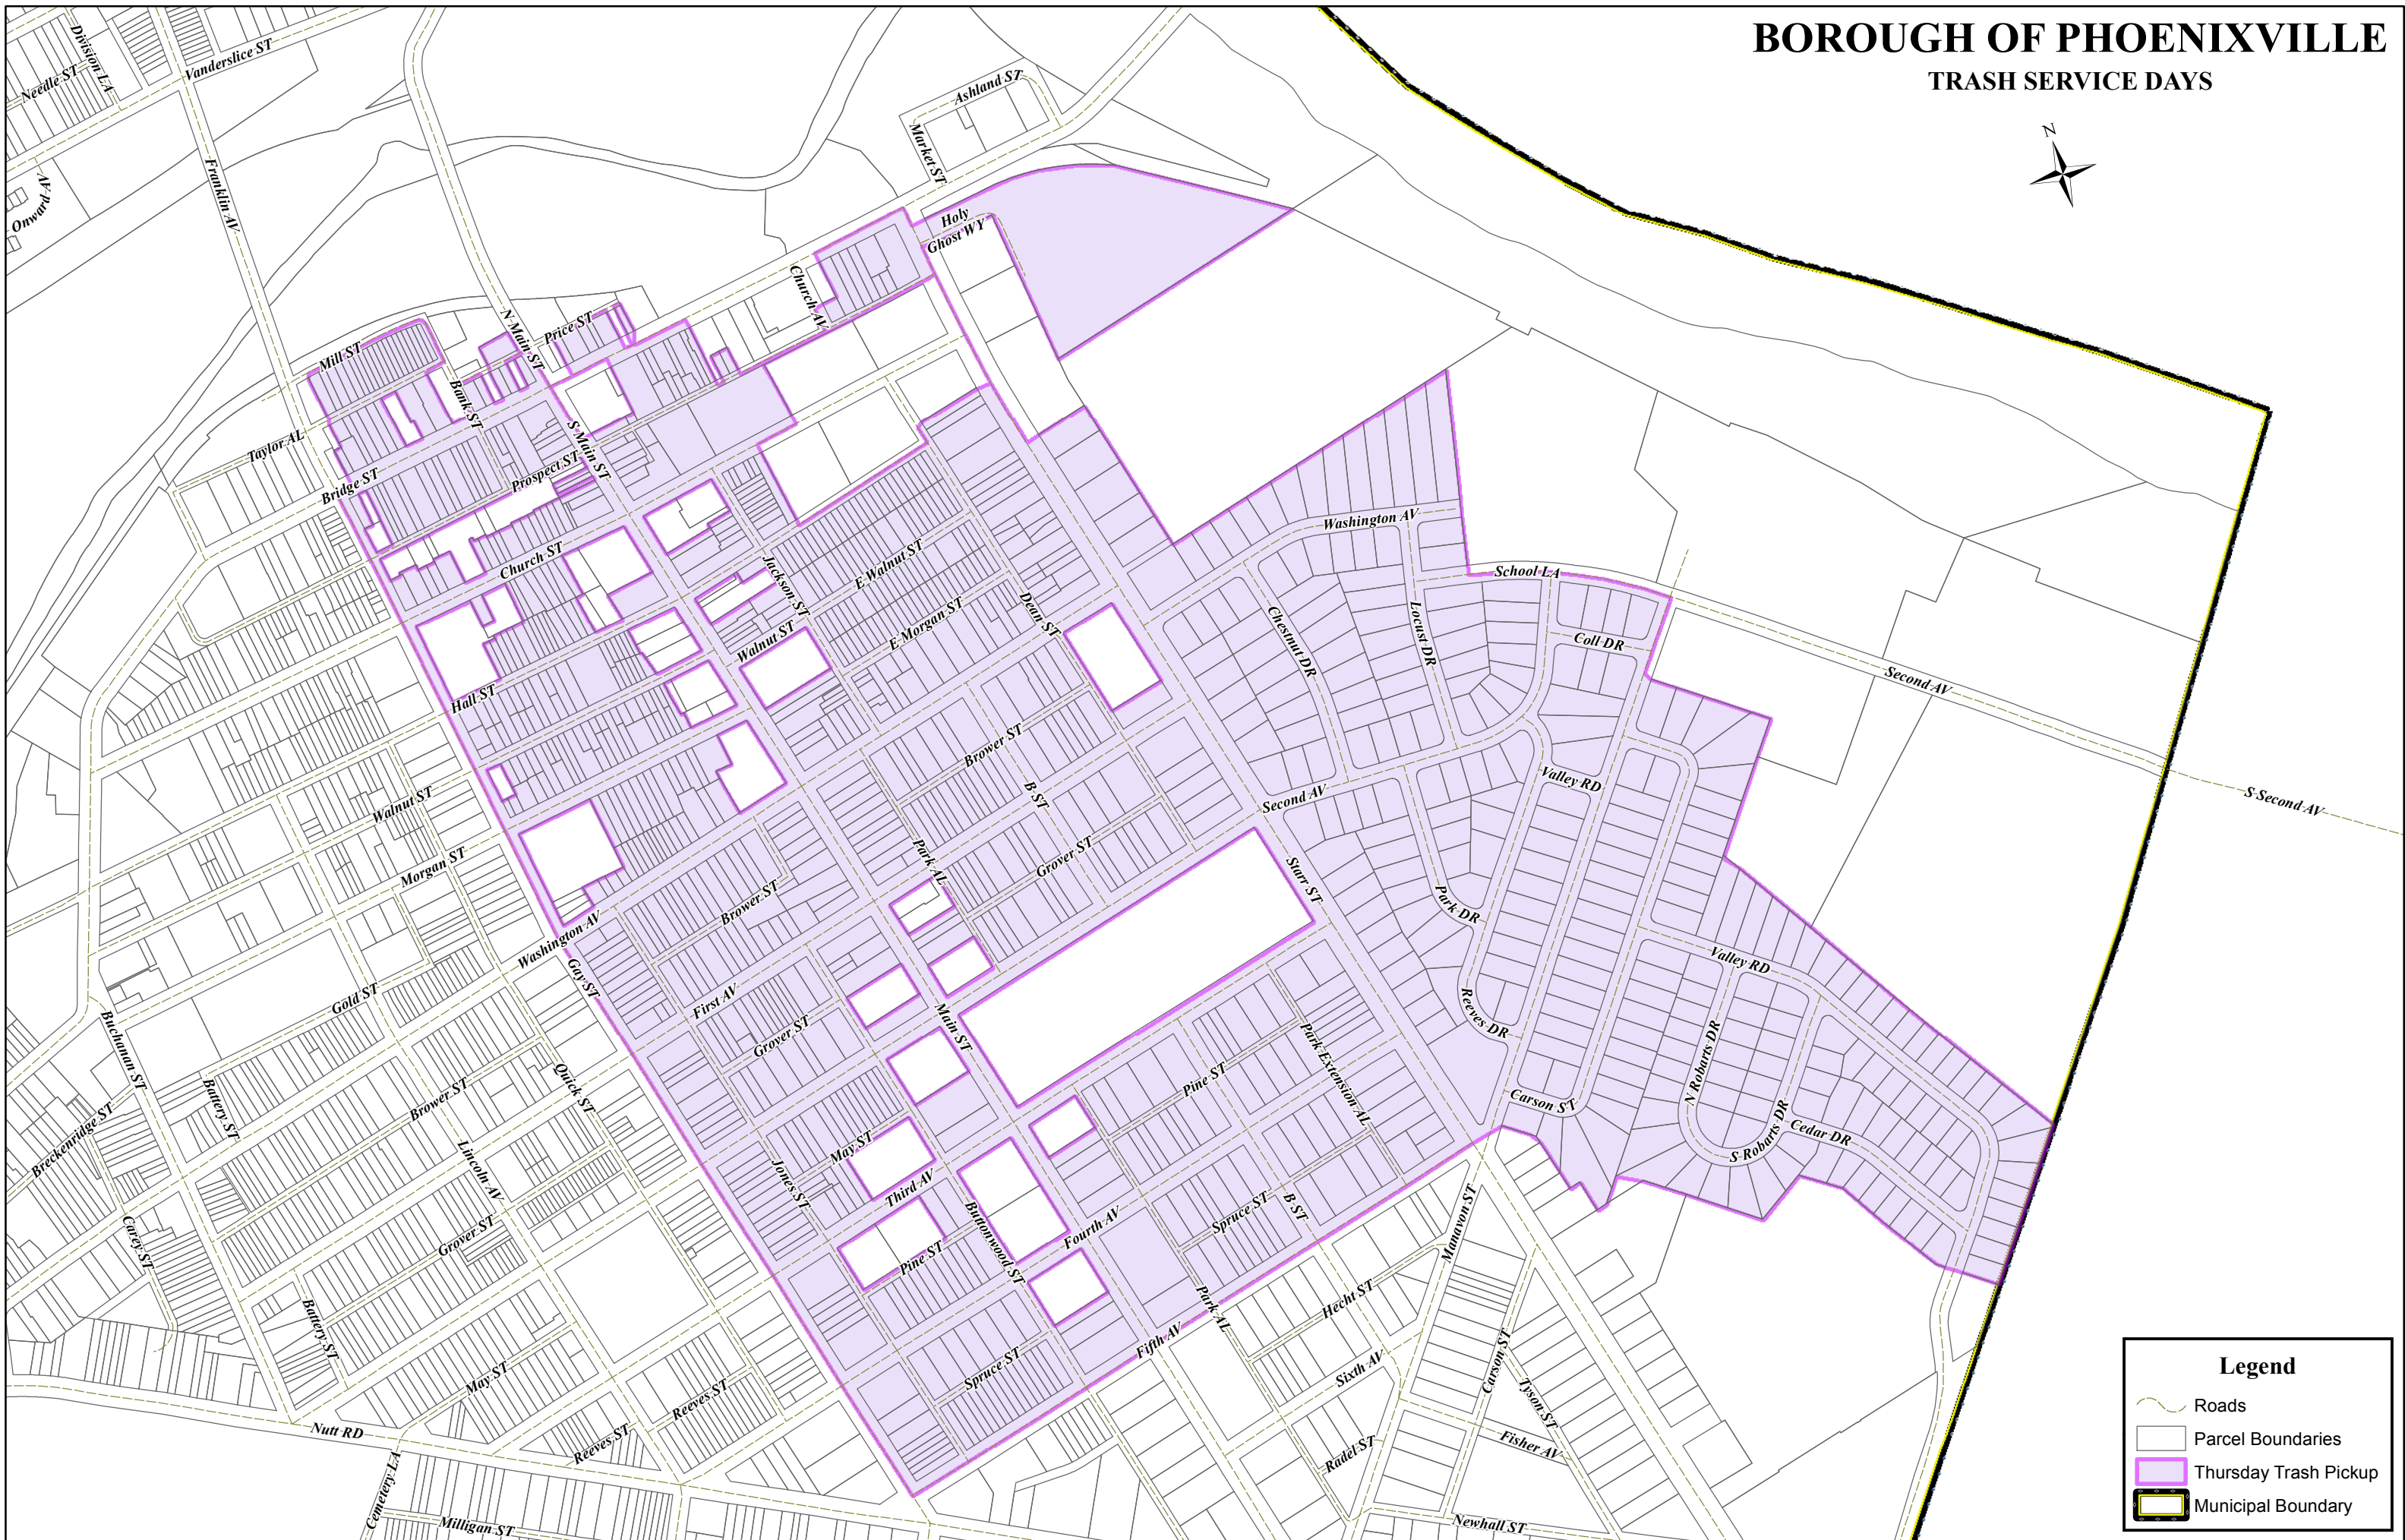 BOROUGH OF PHOENIXVILLE
TRASH SERVICE DAYS
N
Division LA
Needle ST
Vanderslice ST
Onward AV
Franklin AV
Ashland ST
Market ST
Holy
Ghost WY
Church AV
N Main ST
Price ST
Mill ST
Bank ST
Taylor AL
S Main ST
Bridge ST
Prospect ST
Church ST
Washington AV
School LA
Jackson ST
E Walnut ST
Dean ST
E Morgan ST
Chestnut DR
Locust DR
Coll DR
Walnut ST
Second AV
Hall ST
Brower ST
Valley RD
B ST
Second AV
S Second AV
Walnut ST
Morgan ST
Park AL
Grover ST
Starr ST
Park DR
Brower ST
Washington AV
Gay ST
Valley RD
First AV
Gold ST
Main ST
Reeves DR
Grover ST
Park Extension AL
Pine ST
N Robarts DR
Buchanan ST
Battery ST
Brower ST
Quick ST
Carson ST
Breckenridge ST
May ST
Cedar DR
S Robarts DR
Lincoln AV
Jones ST
Third AV
Carey ST
Grover ST
Pine ST
Buttonwood ST
Fourth AV
Spruce ST
B ST
Manavon ST
Battery ST
Hecht ST
Park AL
Fifth AV
Spruce ST
Sixth AV
Carson ST
Tyson ST
May ST
Reeves ST
Reeves ST
Nutt RD
Radel ST
Fisher AV
Cemetery LA
Milligan ST
Newhall ST
Legend
Roads
Parcel Boundaries
Thursday Trash Pickup
Municipal Boundary